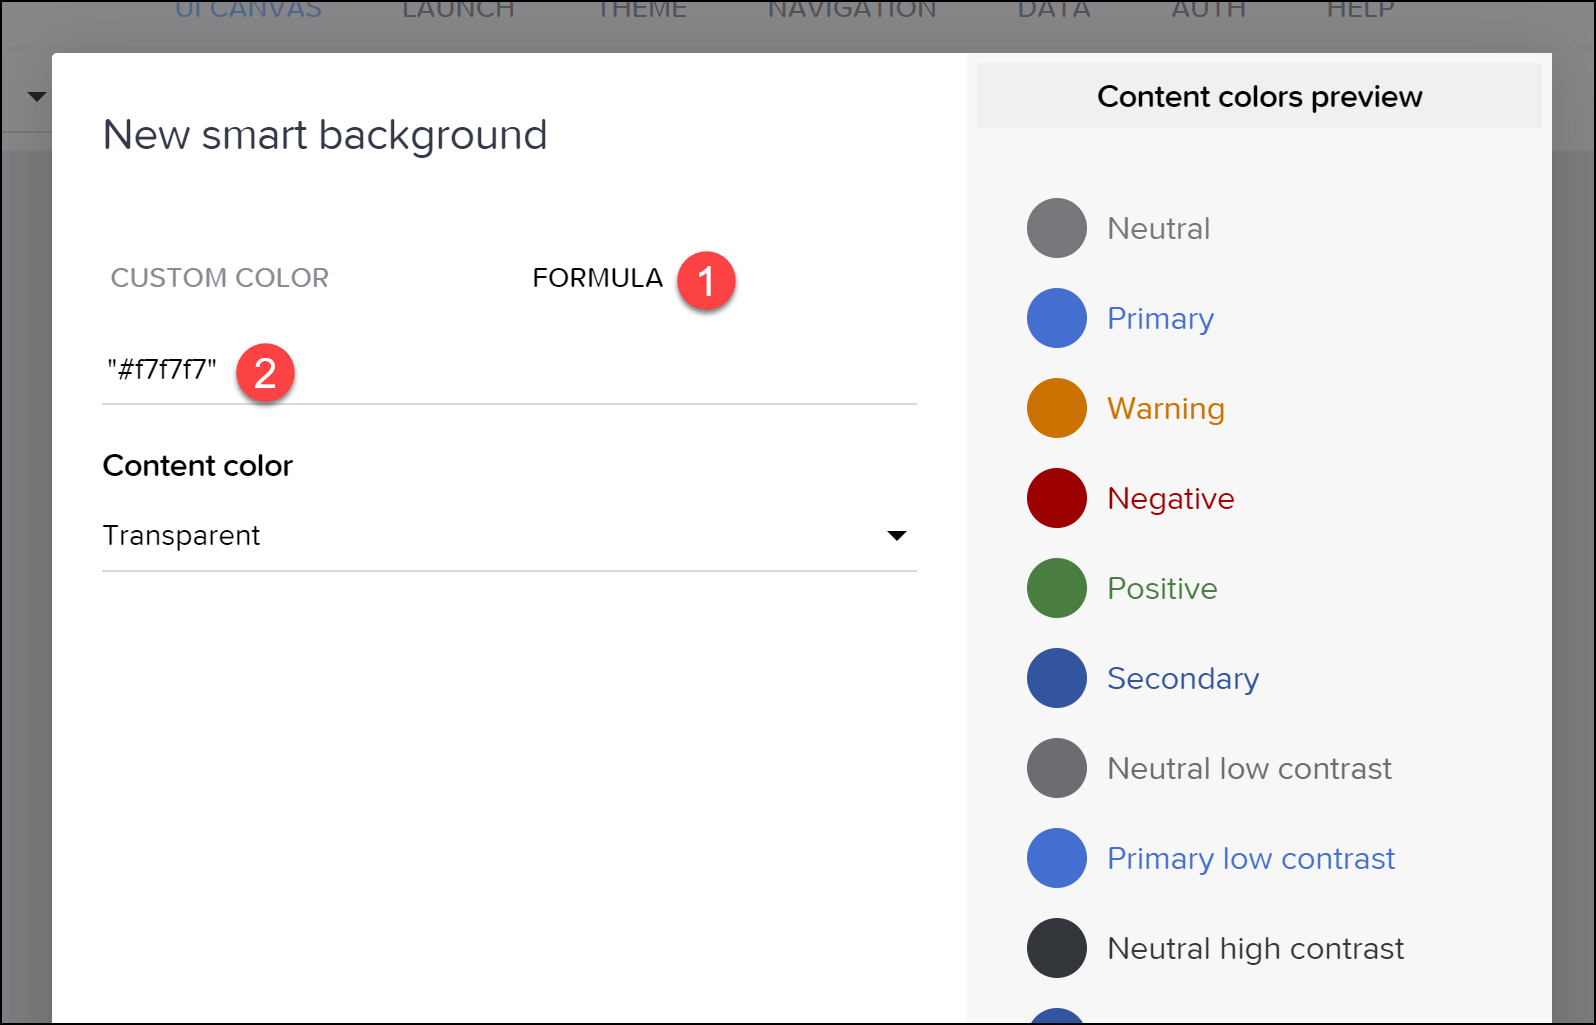 UI CANVAS LAUNCH THEME NAVIGATION DATA AUTH HELP
New smart background
CUSTOM COLOR
FORMULA 1
"#f7f7f7" 2
Content color
Transparent
Content colors preview
Neutral
Primary
Warning
Negative
Positive
Secondary
Neutral low contrast
Primary low contrast
Neutral high contrast